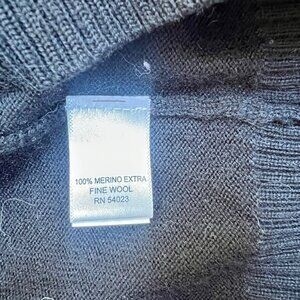 100% MERINO EXTRA
FINE WOOL
RN 54023